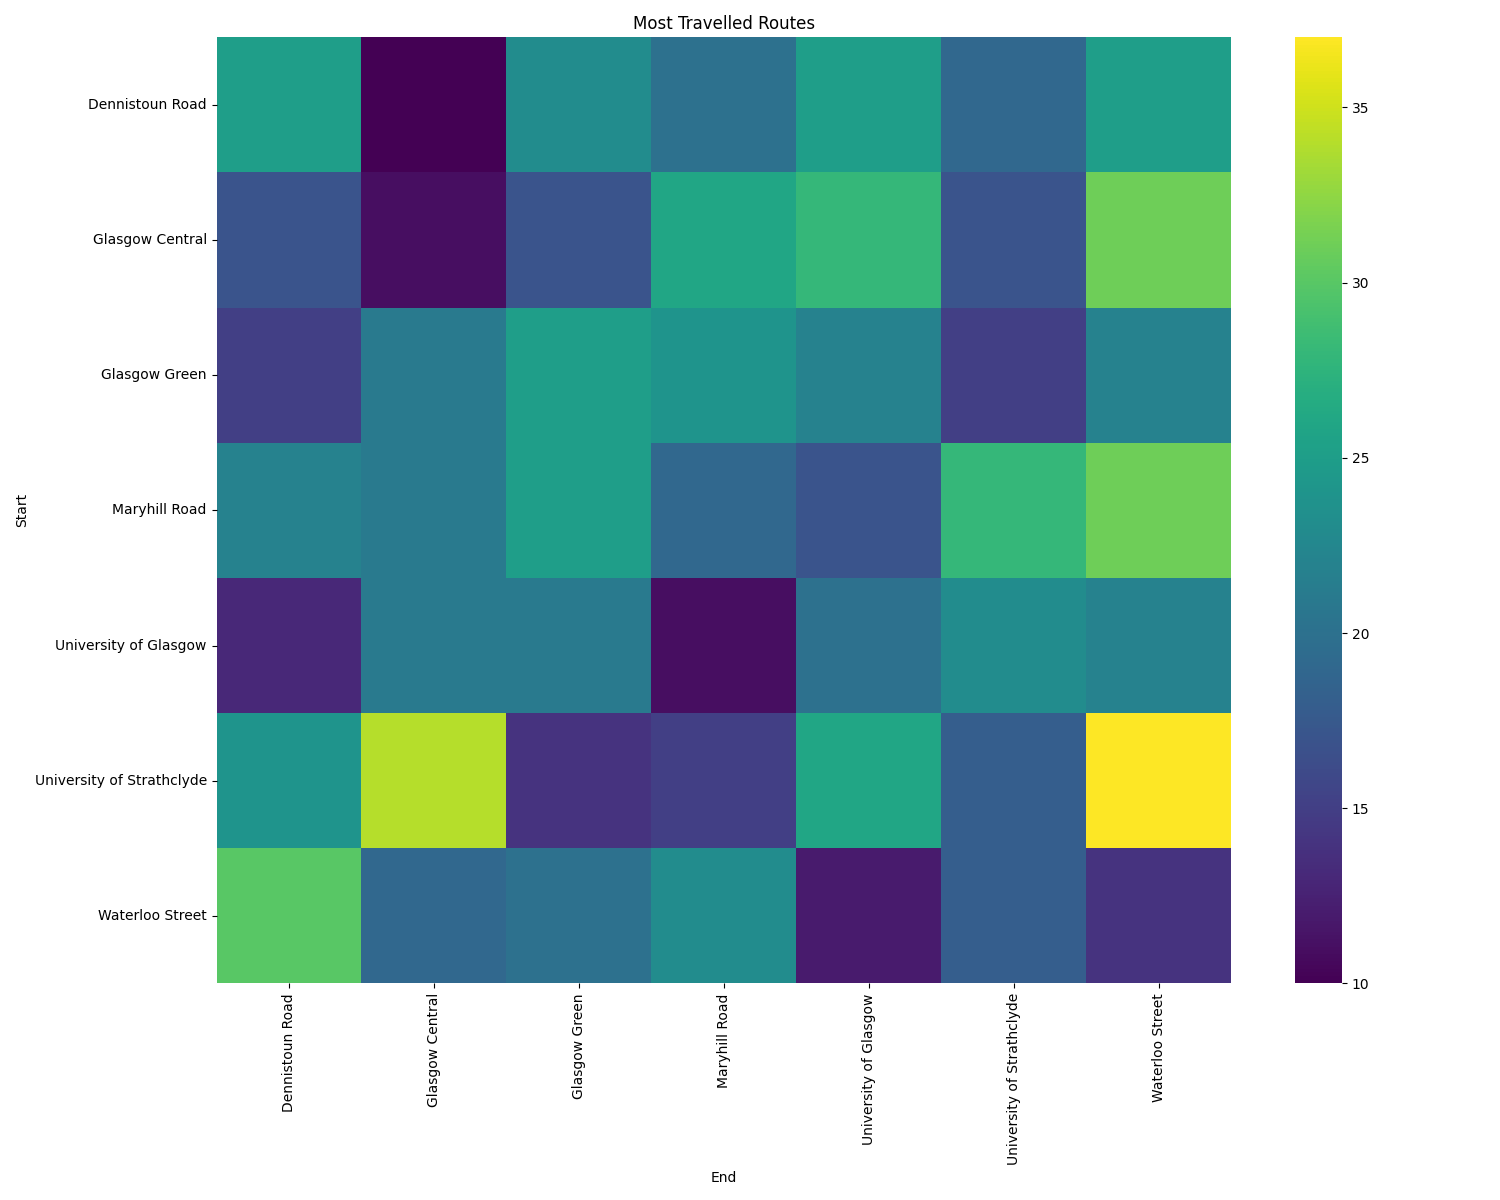 Most Travelled Routes
Start
Dennistoun Road
Glasgow Central
Glasgow Green
Maryhill Road
University of Glasgow
University of Strathclyde
Waterloo Street
Dennistoun Road
Glasgow Central
Glasgow Green
Maryhill Road
University of Glasgow
University of Strathclyde
Waterloo Street
End
35
30
25
20
15
10